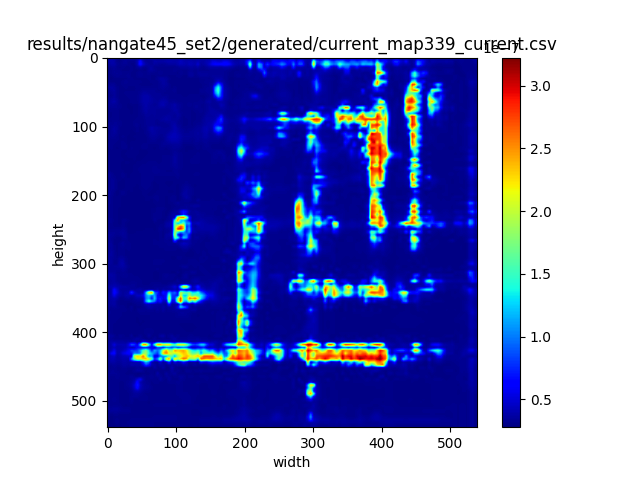 results/nangate45_set2/generated/current_map339_current.csv
1e−7
0
100
200
300
400
500
height
0 100 200 300 400 500
width
3.0
2.5
2.0
1.5
1.0
0.5